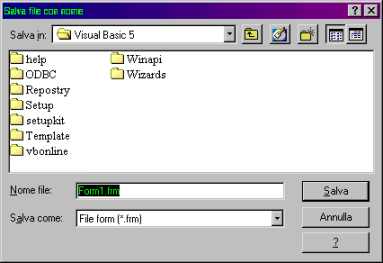 Salva file con nome
Salva in: Visual Basic 5
help
ODBC
Repostry
Setup
setupkit
Template
vbonline
Winapi
Wizards
Nome file: Form1.frm Salva
Salva come: File form (*.frm) Annulla
?